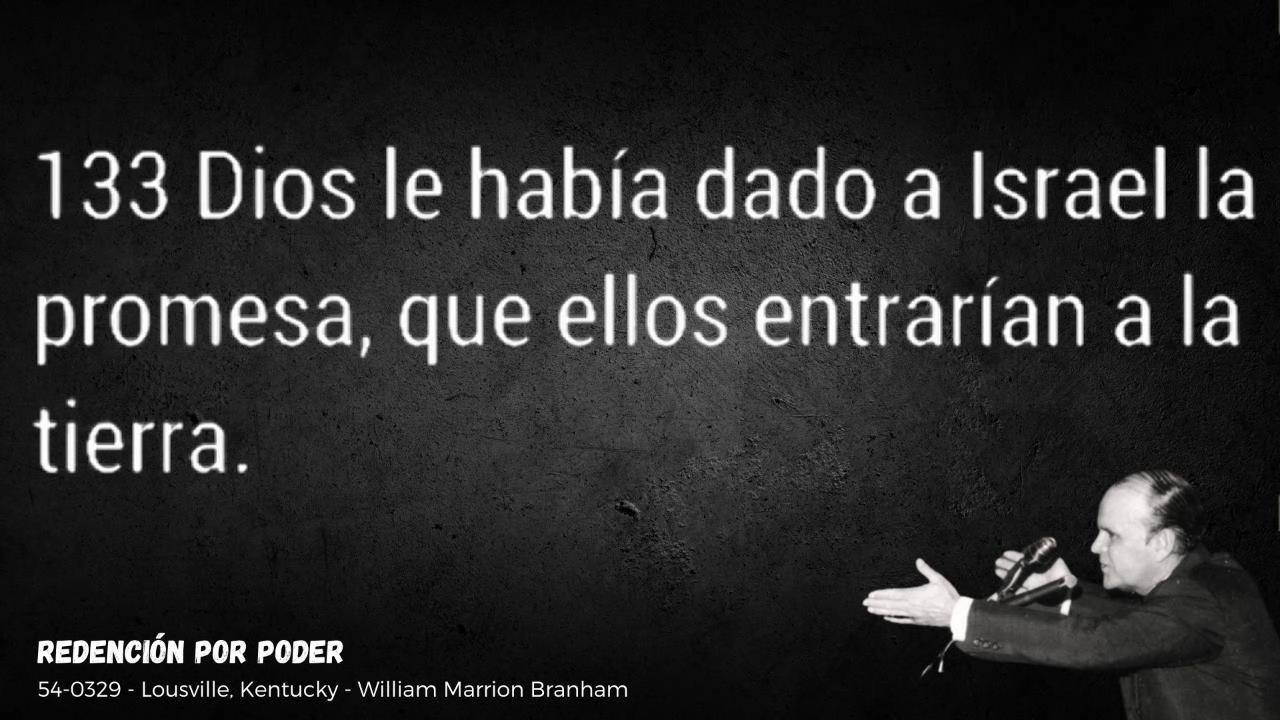 133 Dios le había dado a Israel la
promesa, que ellos entrarían a la
tierra.
REDENCIÓN POR PODER
54-0329 - Lousville, Kentucky - William Marrion Branham